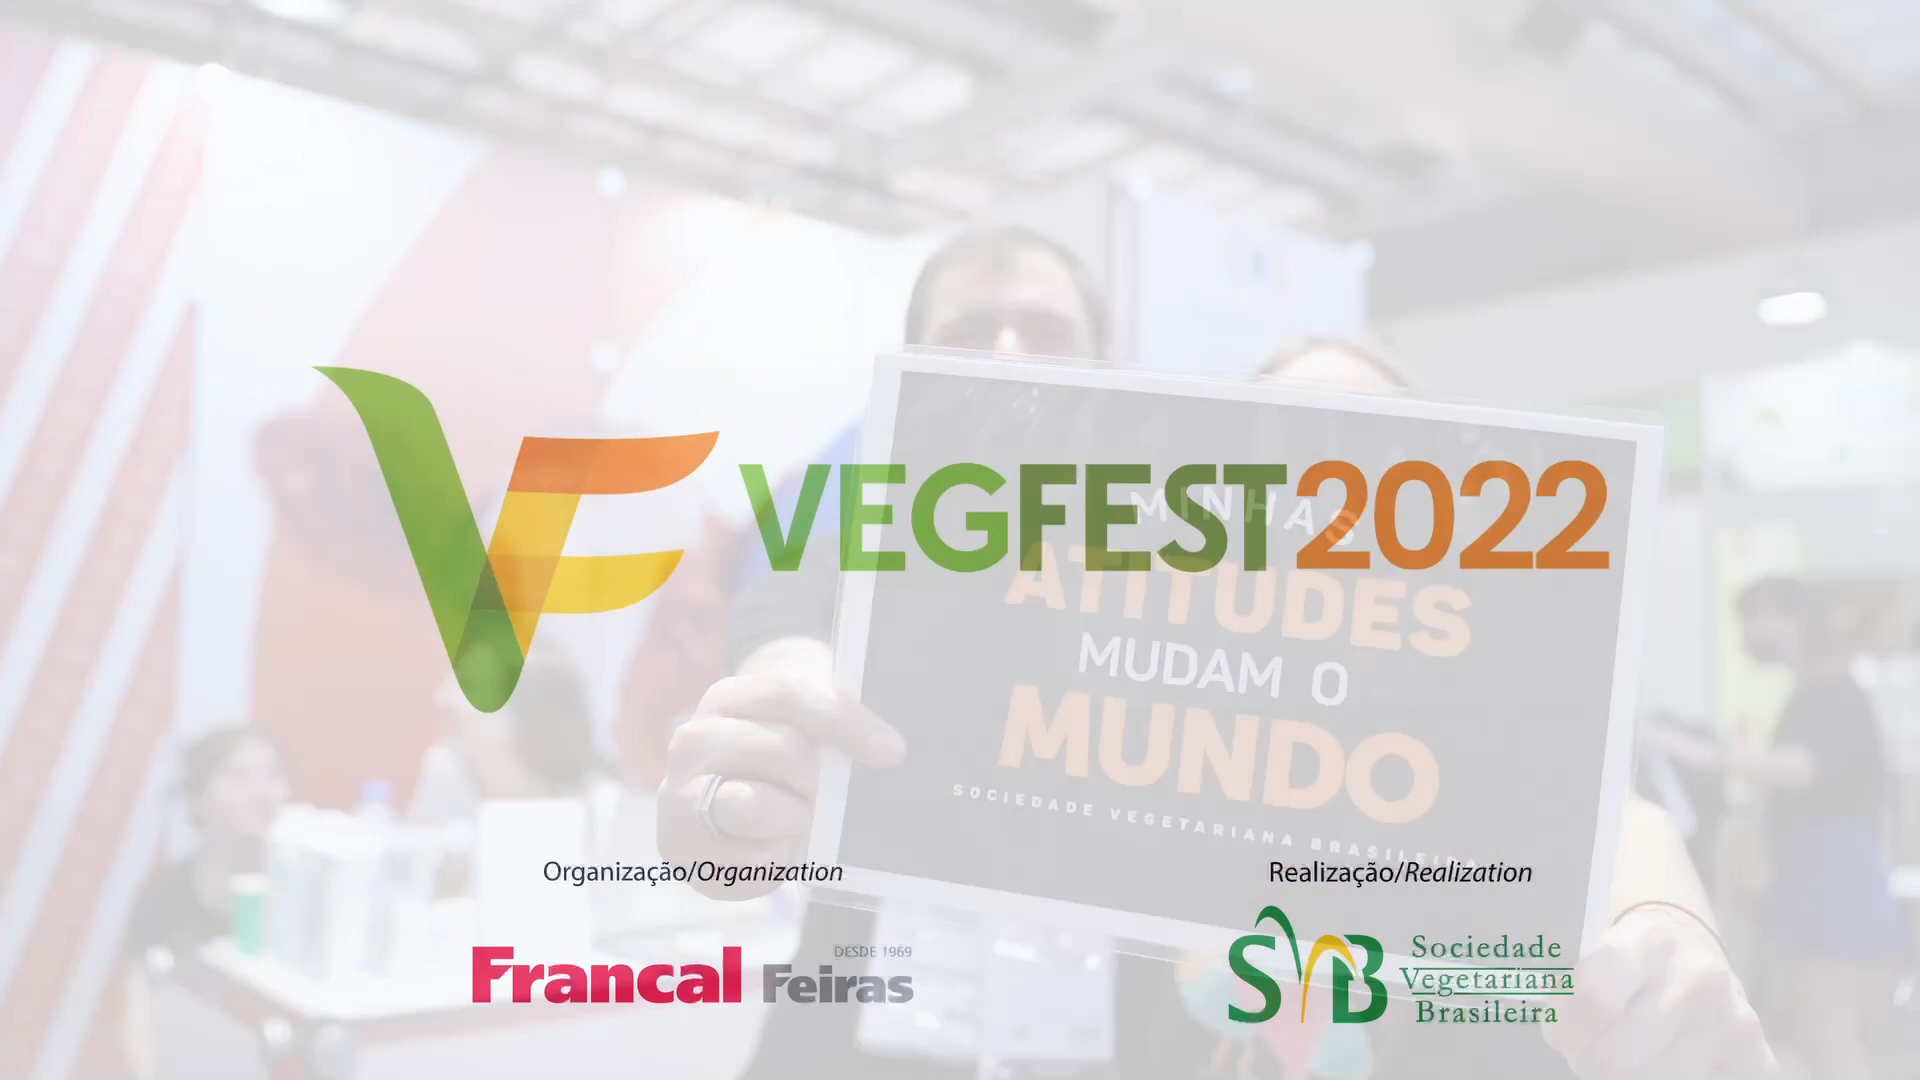 VEGFEST2022
MINHAS
ATITUDES
MUDAM O
MUNDO
SOCIEDADE VEGETARIANA BRASILEIRA
Organização/Organization
Realização/Realization
DESDE 1969
Francal Feiras
SVB
Sociedade
Vegetariana
Brasileira